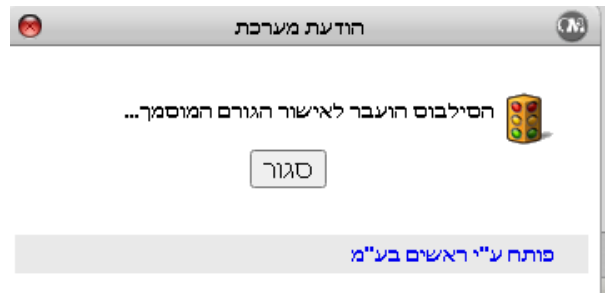 הודעת מערכת
הסילבוס הועבר לאישור הגורם המוסמך...
סגור
פותח ע"י ראשים בע"מ